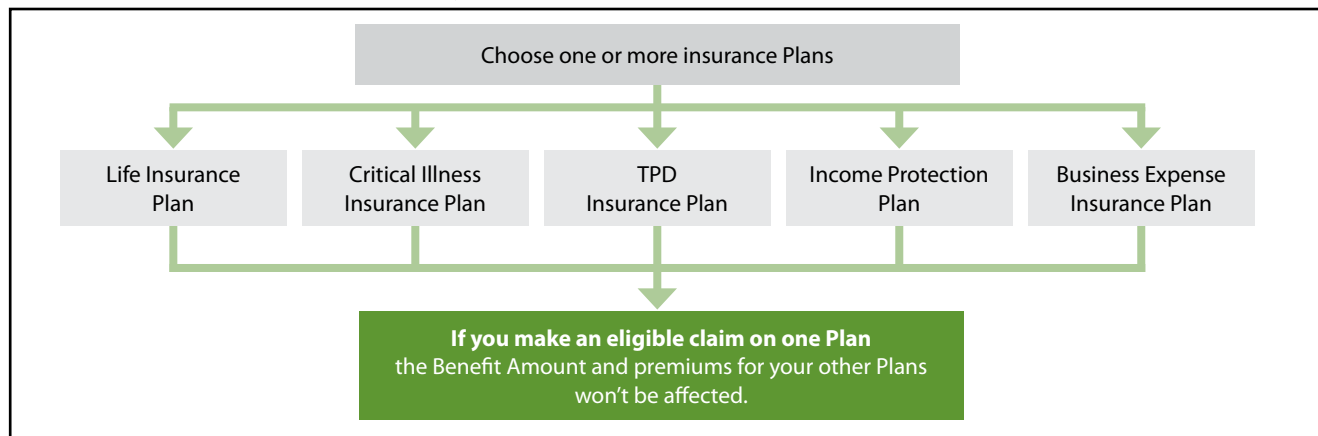 Choose one or more insurance Plans
Life Insurance
Plan
Critical Illness
Insurance Plan
TPD
Insurance Plan
Income Protection
Plan
Business Expense
Insurance Plan
If you make an eligible claim on one Plan
the Benefit Amount and premiums for your other Plans
won’t be affected.